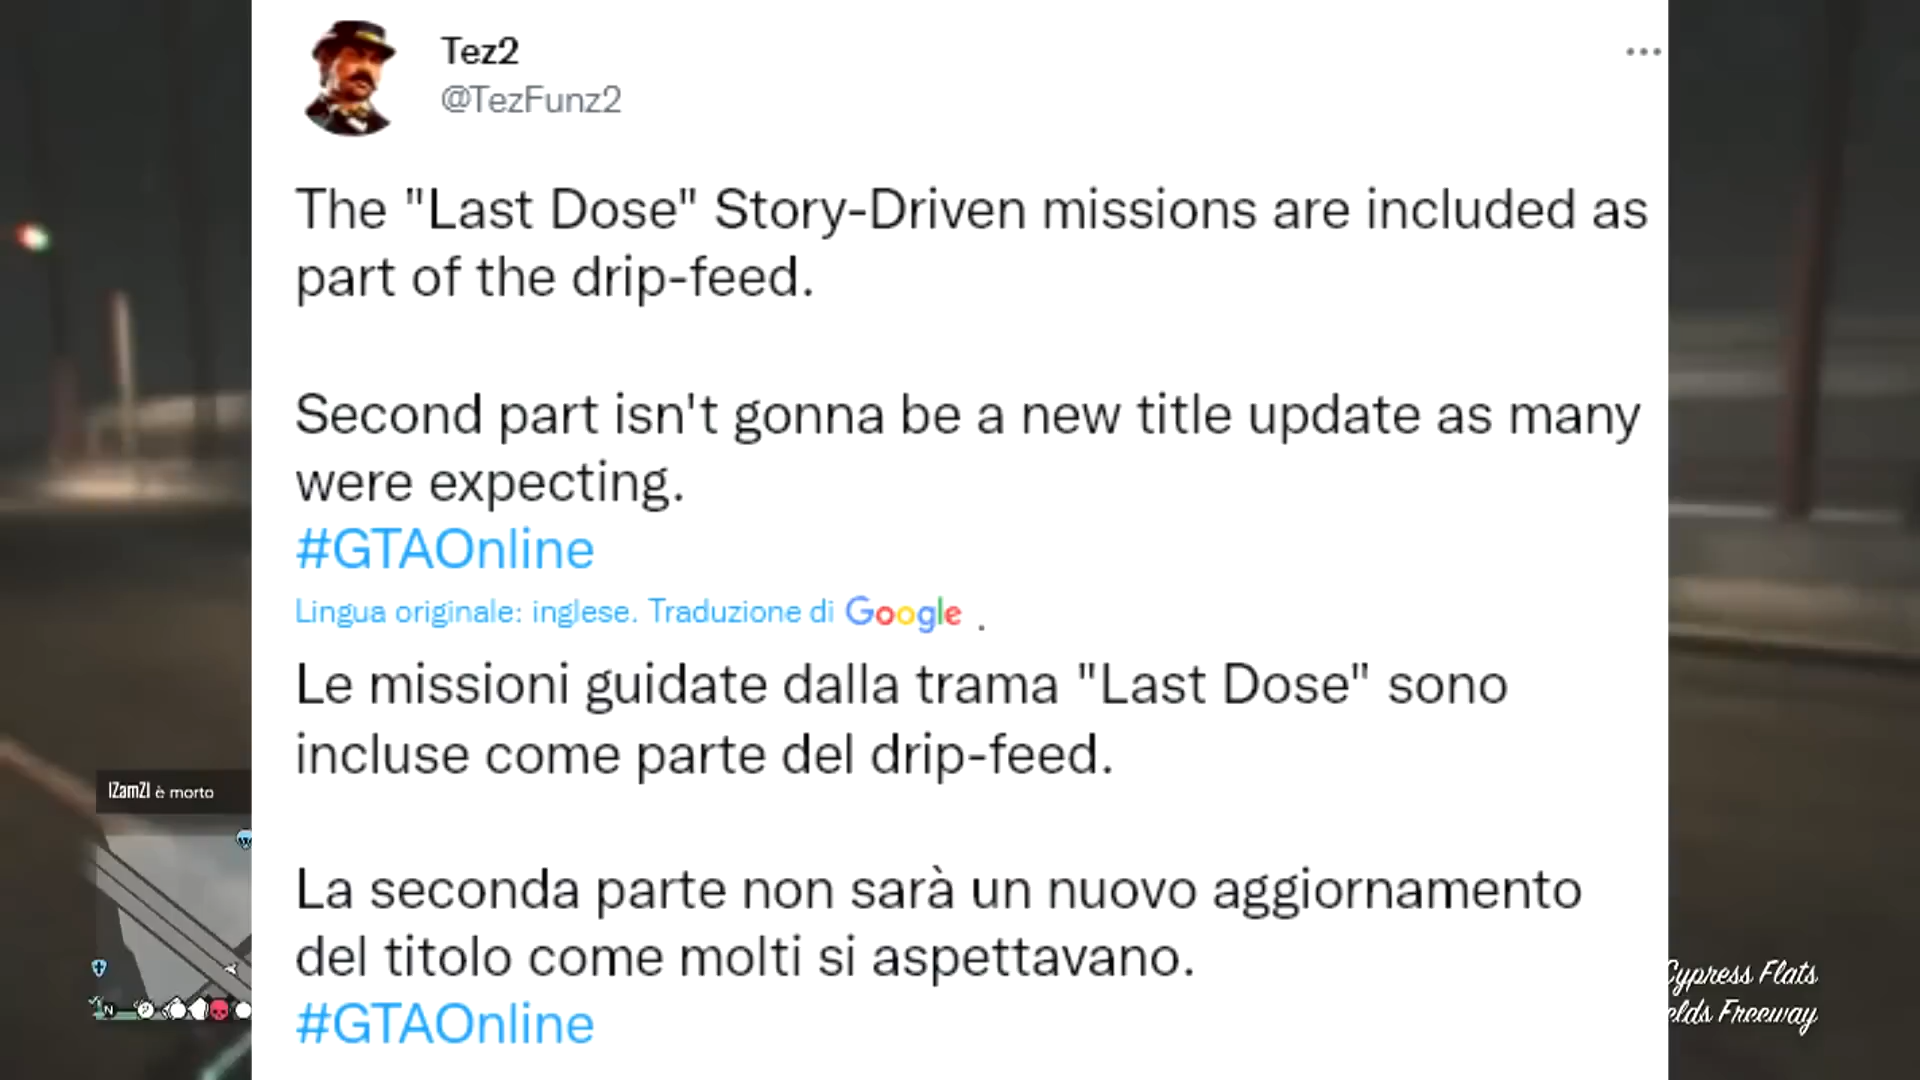 Tez2
@TezFunz2
The "Last Dose" Story-Driven missions are included as
part of the drip-feed.
Second part isn't gonna be a new title update as many
were expecting.
#GTAOnline
Lingua originale: inglese. Traduzione di Google .
Le missioni guidate dalla trama "Last Dose" sono
incluse come parte del drip-feed.
La seconda parte non sarà un nuovo aggiornamento
del titolo come molti si aspettavano.
#GTAOnline
IZamZI è morto
N
Cypress Flats
elds Freeway